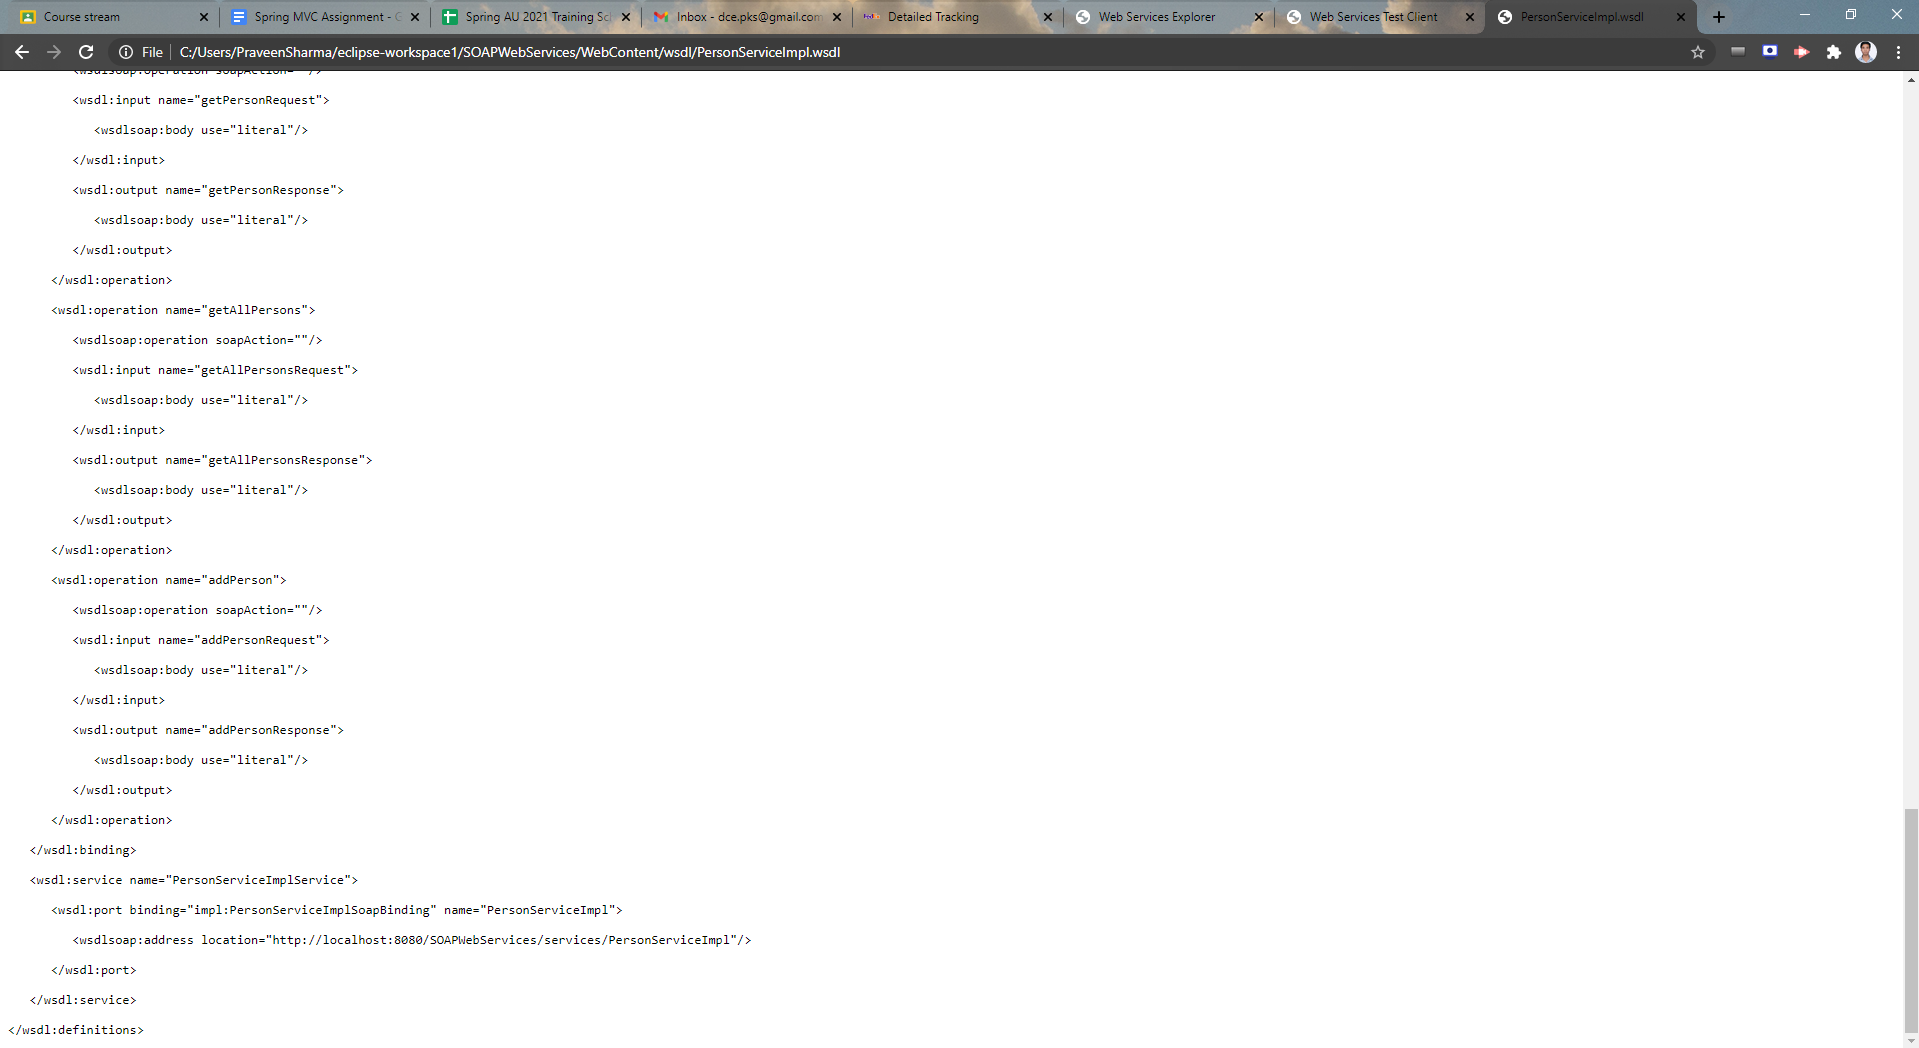 Course stream
Spring MVC Assignment - G
Spring AU 2021 Training Sc
Inbox - dce.pks@gmail.com
Detailed Tracking
Web Services Explorer
Web Services Test Client
PersonServiceImpl.wsdl
File
C:/Users/PraveenSharma/eclipse-workspace1/SOAPWebServices/WebContent/wsdl/PersonServiceImpl.wsdl
<wsdlsoap:operation soapAction=""/>
<wsdl:input name="getPersonRequest">
<wsdlsoap:body use="literal"/>
</wsdl:input>
<wsdl:output name="getPersonResponse">
<wsdlsoap:body use="literal"/>
</wsdl:output>
</wsdl:operation>
<wsdl:operation name="getAllPersons">
<wsdlsoap:operation soapAction=""/>
<wsdl:input name="getAllPersonsRequest">
<wsdlsoap:body use="literal"/>
</wsdl:input>
<wsdl:output name="getAllPersonsResponse">
<wsdlsoap:body use="literal"/>
</wsdl:output>
</wsdl:operation>
<wsdl:operation name="addPerson">
<wsdlsoap:operation soapAction=""/>
<wsdl:input name="addPersonRequest">
<wsdlsoap:body use="literal"/>
</wsdl:input>
<wsdl:output name="addPersonResponse">
<wsdlsoap:body use="literal"/>
</wsdl:output>
</wsdl:operation>
</wsdl:binding>
<wsdl:service name="PersonServiceImplService">
<wsdl:port binding="impl:PersonServiceImplSoapBinding" name="PersonServiceImpl">
<wsdlsoap:address location="http://localhost:8080/SOAPWebServices/services/PersonServiceImpl"/>
</wsdl:port>
</wsdl:service>
</wsdl:definitions>